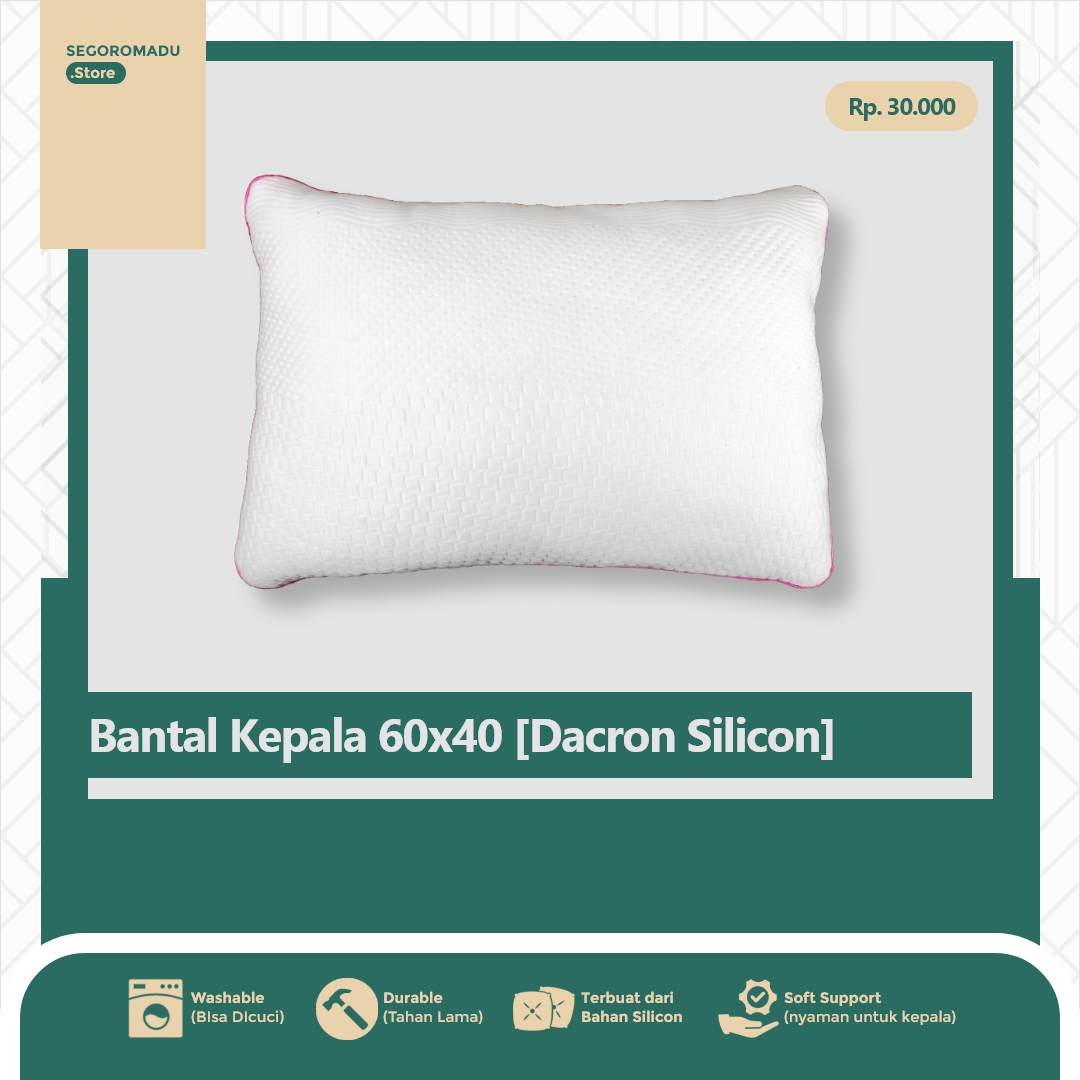 SEGOROMADU
.Store
Rp. 30.000
Bantal Kepala 60x40 [Dacron Silicon]
Washable
(BIsa DIcuci)
Durable
(Tahan Lama)
Terbuat dari
Bahan Silicon
Soft Support
(nyaman untuk kepala)